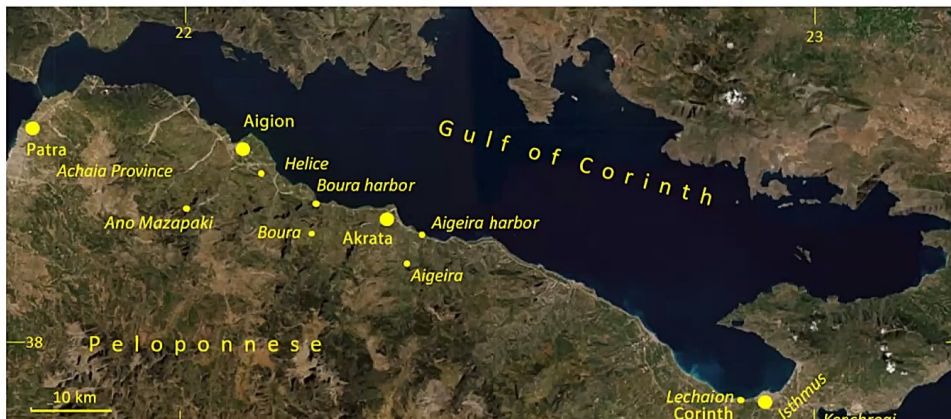 22
23
Gulf of Corinth
Aigion
Patra
Achaia Province
Helice
Boura harbor
Ano Mazapaki
Boura
Akrata
Aigeira harbor
Aigeira
38
Peloponnese
10 km
Lechaion
Corinth
Isthmus